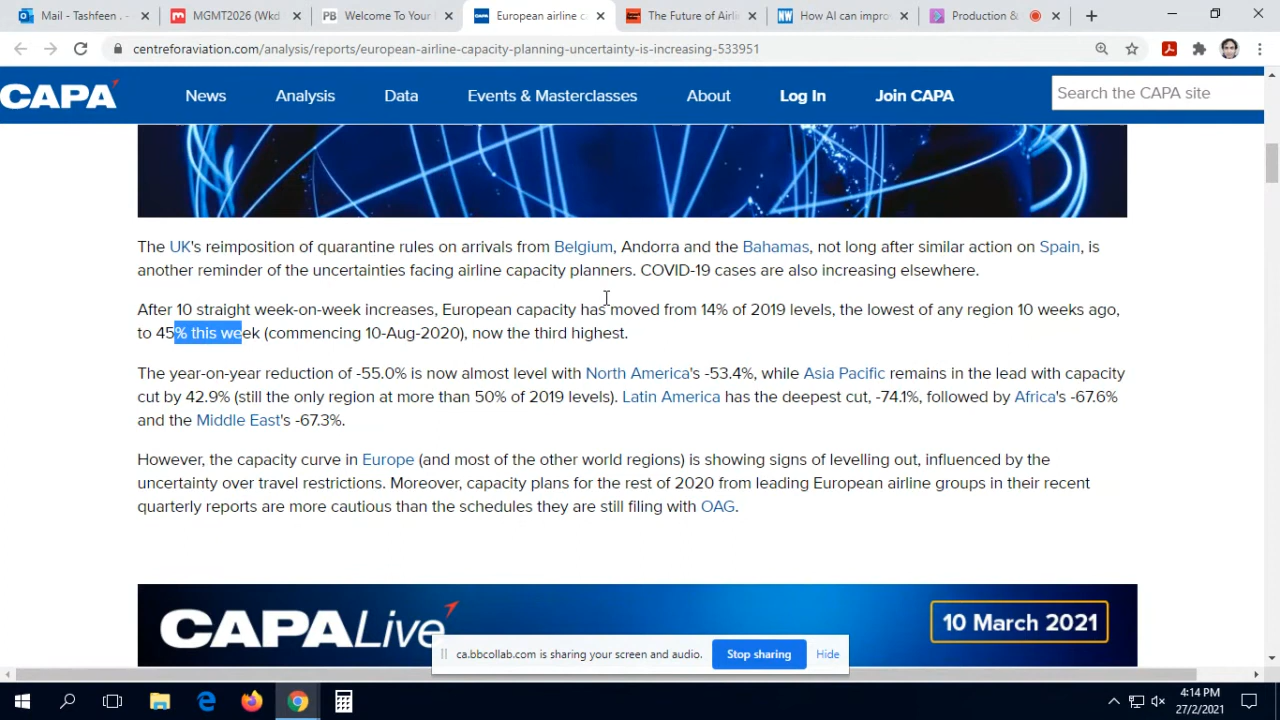 Mail - Tashfeen .
MGMT2026 (Wkd
Welcome To Your
European airline c
The Future of Airli
How AI can impro
Production &
centreforaviation.com/analysis/reports/european-airline-capacity-planning-uncertainty-is-increasing-533951
CAPA
News
Analysis
Data
Events & Masterclasses
About
Log In
Join CAPA
Search the CAPA site
The UK's reimposition of quarantine rules on arrivals from Belgium, Andorra and the Bahamas, not long after similar action on Spain, is
another reminder of the uncertainties facing airline capacity planners. COVID-19 cases are also increasing elsewhere.
After 10 straight week-on-week increases, European capacity has moved from 14% of 2019 levels, the lowest of any region 10 weeks ago,
to 45% this week (commencing 10-Aug-2020), now the third highest.
The year-on-year reduction of -55.0% is now almost level with North America's -53.4%, while Asia Pacific remains in the lead with capacity
cut by 42.9% (still the only region at more than 50% of 2019 levels). Latin America has the deepest cut, -74.1%, followed by Africa's -67.6%
and the Middle East's -67.3%.
However, the capacity curve in Europe (and most of the other world regions) is showing signs of levelling out, influenced by the
uncertainty over travel restrictions. Moreover, capacity plans for the rest of 2020 from leading European airline groups in their recent
quarterly reports are more cautious than the schedules they are still filing with OAG.
CAPALive
10 March 2021
ca.bbcollab.com is sharing your screen and audio.
Stop sharing
Hide
4:14 PM
27/2/2021